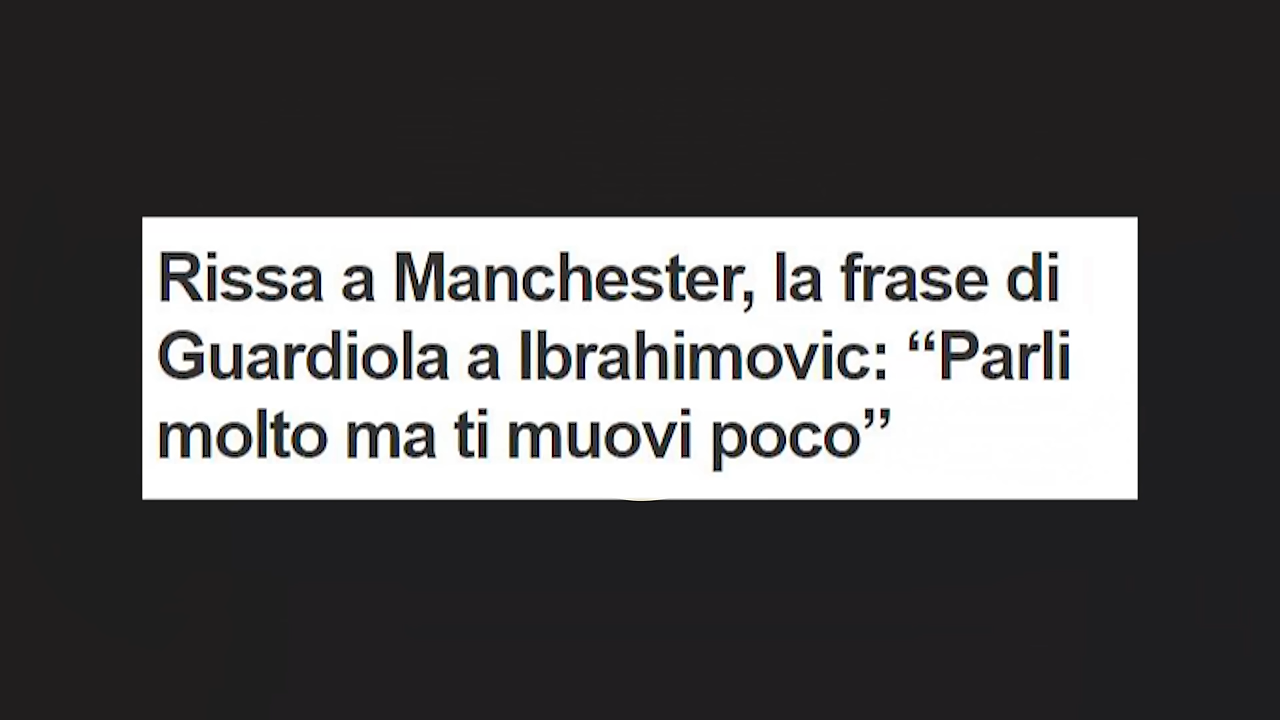 Rissa a Manchester, la frase di
Guardiola a Ibrahimovic: “Parli
molto ma ti muovi poco”